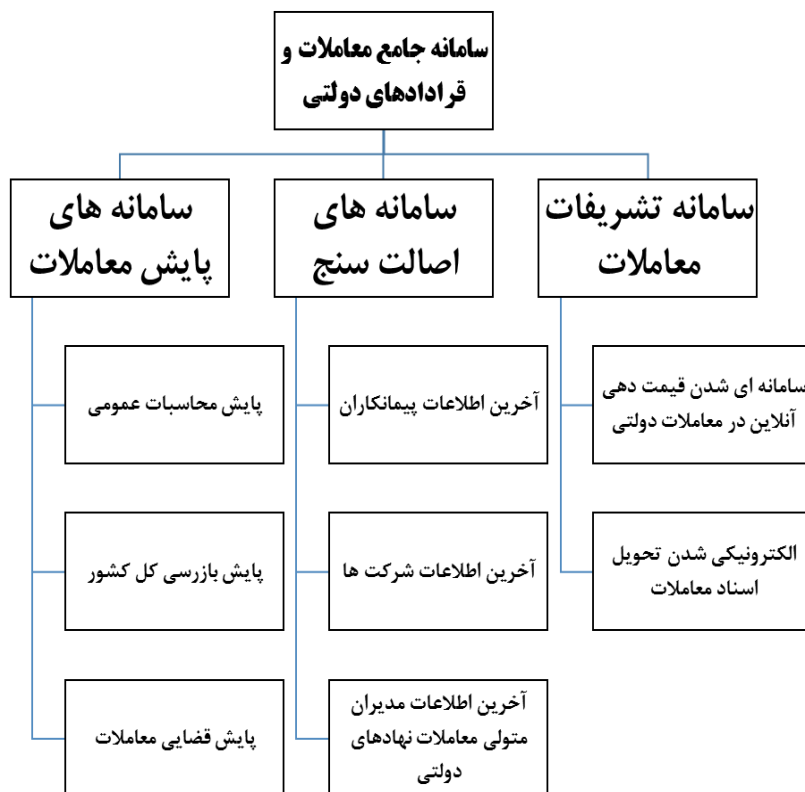 سامانه جامع معاملات و
قرادادهای دولتی
سامانه تشریفات
معاملات
سامانه ای شدن قیمت دهی
آنلاین در معاملات دولتی
الکترونیکی شدن تحویل
اسناد معاملات
سامانه های
اصالت سنج
آخرین اطلاعات پیمانکاران
آخرین اطلاعات شرکت ها
آخرین اطلاعات مدیران
متولی معاملات نهادهای
دولتی
سامانه های
پایش معاملات
پایش محاسبات عمومی
پایش بازرسی کل کشور
پایش قضایی معاملات